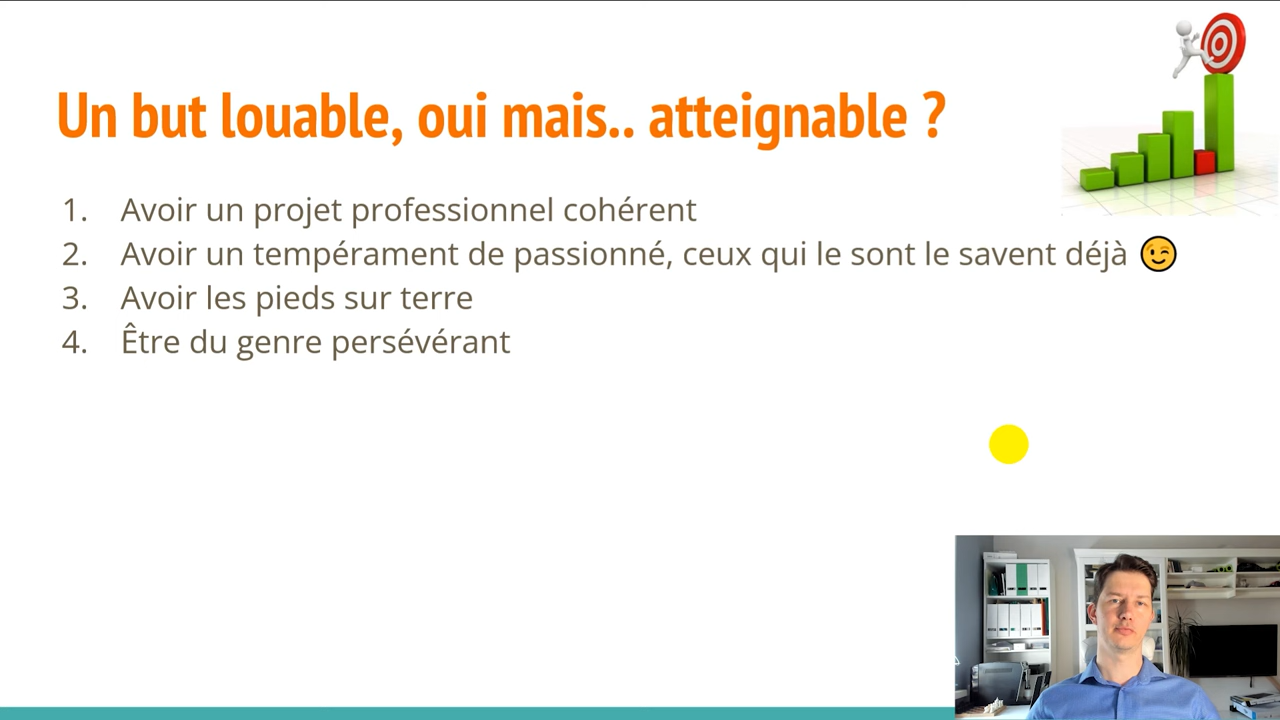 Un but louable, oui mais.. atteignable ?
1. Avoir un projet professionnel cohérent
2. Avoir un tempérament de passionné, ceux qui le sont le savent déjà 😉
3. Avoir les pieds sur terre
4. Être du genre persévérant